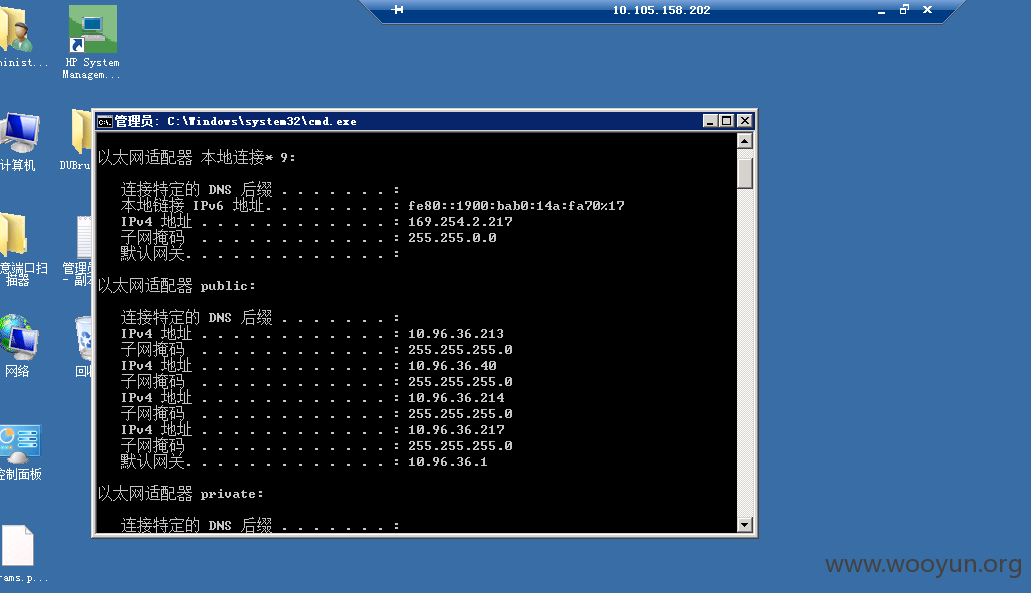 10.105.158.202
minist...
HP System
Managem...
计算机
DUBru
意端口扫
描器
管理员
- 副本
网络
回收
控制面板
rams.p...
管理员: C:\Windows\system32\cmd.exe
以太网适配器 本地连接* 9:
连接特定的 DNS 后缀 . . . . . . . :
本地链接 IPv6 地址. . . . . . . . : fe80::1900:bab0:14a:fa70%17
IPv4 地址 . . . . . . . . . . . . : 169.254.2.217
子网掩码 . . . . . . . . . . . . : 255.255.0.0
默认网关. . . . . . . . . . . . . :
以太网适配器 public:
连接特定的 DNS 后缀 . . . . . . . :
IPv4 地址 . . . . . . . . . . . . : 10.96.36.213
子网掩码 . . . . . . . . . . . . : 255.255.255.0
IPv4 地址 . . . . . . . . . . . . : 10.96.36.40
子网掩码 . . . . . . . . . . . . : 255.255.255.0
IPv4 地址 . . . . . . . . . . . . : 10.96.36.214
子网掩码 . . . . . . . . . . . . : 255.255.255.0
IPv4 地址 . . . . . . . . . . . . : 10.96.36.217
子网掩码 . . . . . . . . . . . . : 255.255.255.0
默认网关. . . . . . . . . . . . . : 10.96.36.1
以太网适配器 private:
连接特定的 DNS 后缀 . . . . . . . :
www.wooyun.org